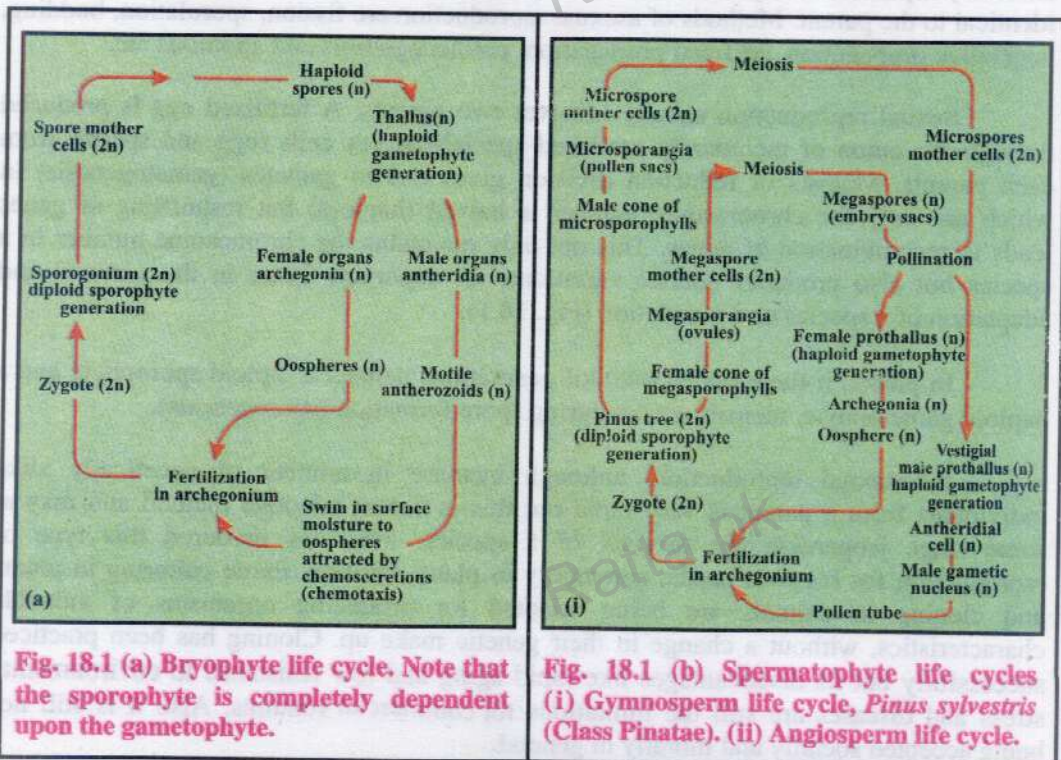 Haploid
spores (n)
Thallus(n)
(haploid
gametophyte
generation)
Spore mother
cells (2n)
Female organs
archegonia (n)
Male organs
antheridia (n)
Sporogonium (2n)
diploid sporophyte
generation
Oospheres (n)
Motile
antherozoids (n)
Zygote (2n)
Fertilization
in archegonium
Swim in surface
moisture to
oospheres
attracted by
chemosecretions
(chemotaxis)
(a)
Fig. 18.1 (a) Bryophyte life cycle. Note that
the sporophyte is completely dependent
upon the gametophyte.
Meiosis
Microspore
mother cells (2n)
Microspores
mother cells (2n)
Microsporangia
(pollen sacs)
Meiosis
Male cone of
microsporophylls
Megaspores (n)
(embryo sacs)
Megaspore
mother cells (2n)
Pollination
Megasporangia
(ovules)
Female prothallus (n)
(haploid gametophyte
generation)
Female cone of
megasporophylls
Archegonia (n)
Pinus tree (2n)
(diploid sporophyte
generation)
Oosphere (n)
Vestigial
male prothallus (n)
haploid gametophyte
generation
Zygote (2n)
Antheridial
cell (n)
Fertilization
in archegonium
Male gametic
nucleus (n)
Pollen tube
(i)
Fig. 18.1 (b) Spermatophyte life cycles
(i) Gymnosperm life cycle, Pinus sylvestris
(Class Pinatae). (ii) Angiosperm life cycle.
Ratta.pk